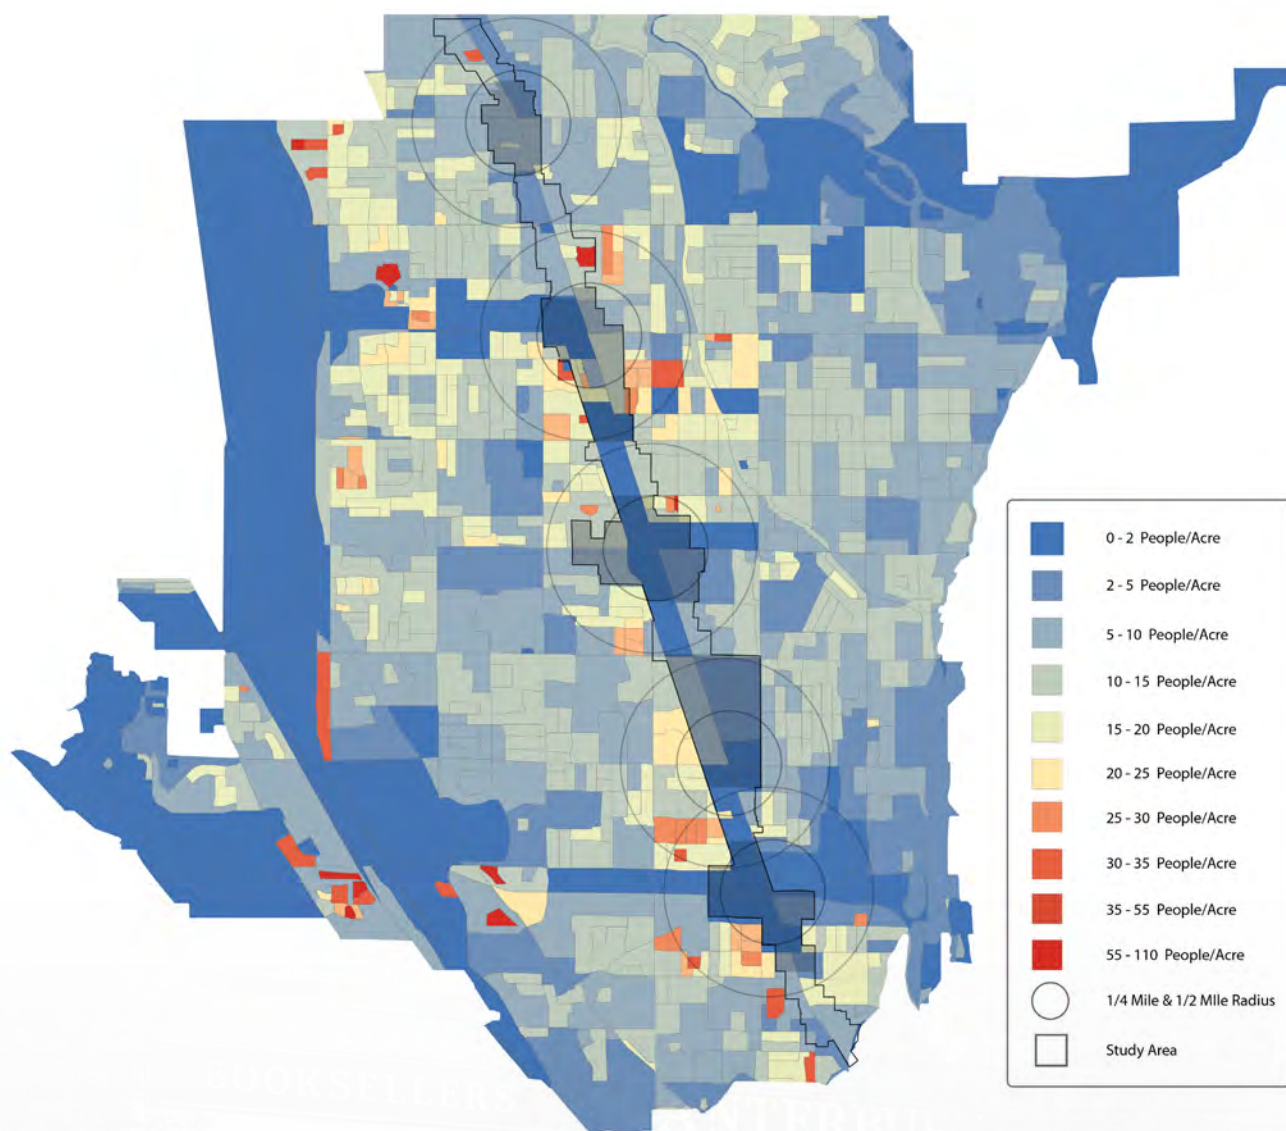 0 - 2 People/Acre
2 - 5 People/Acre
5 - 10 People/Acre
10 - 15 People/Acre
15 - 20 People/Acre
20 - 25 People/Acre
25 - 30 People/Acre
30 - 35 People/Acre
35 - 55 People/Acre
55 - 110 People/Acre
1/4 Mile & 1/2 MIle Radius
Study Area
BOOKSELLERS